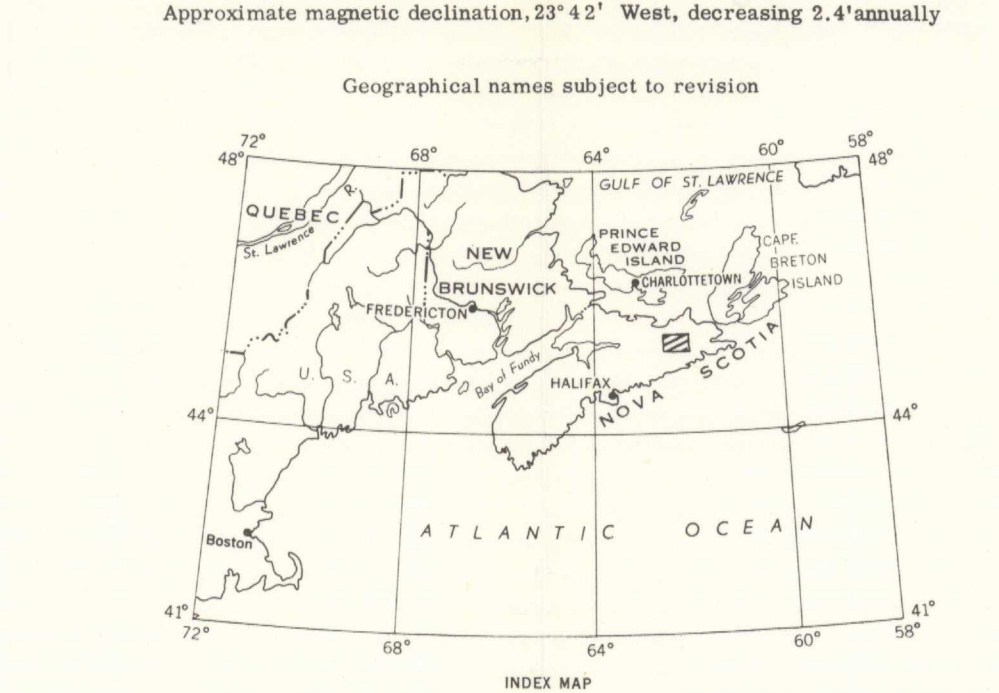 Approximate magnetic declination, 23° 42' West, decreasing 2.4' annually
Geographical names subject to revision
72°
68°
64°
60°
58°
48°
48°
GULF OF ST. LAWRENCE
R.
QUEBEC
St. Lawrence
NEW
BRUNSWICK
PRINCE
EDWARD
ISLAND
CHARLOTTETOWN
CAPE
BRETON
ISLAND
FREDERICTON
U. S. A.
Bay of Fundy
HALIFAX
NOVA SCOTIA
44°
44°
ATLANTIC OCEAN
Boston
41°
41°
72°
68°
64°
60°
58°
INDEX MAP